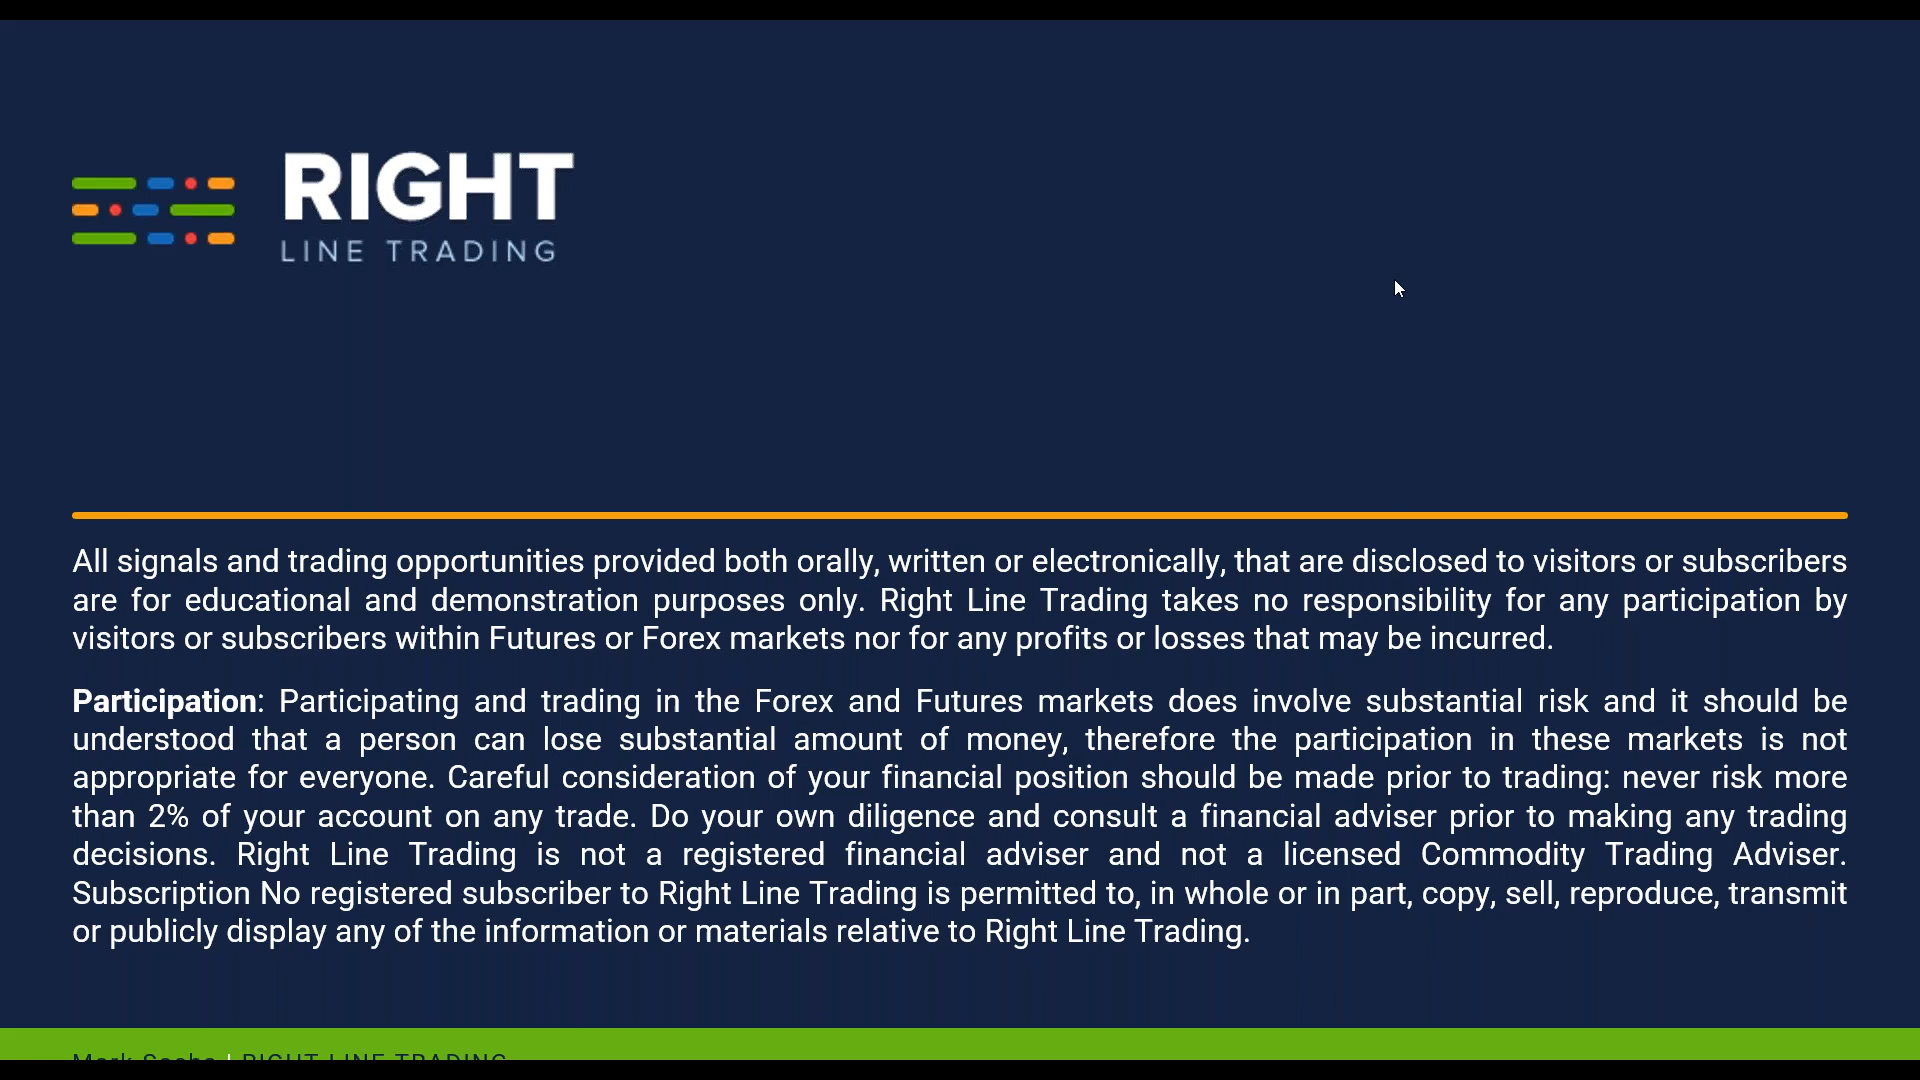 RIGHT
LINE TRADING
All signals and trading opportunities provided both orally, written or electronically, that are disclosed to visitors or subscribers
are for educational and demonstration purposes only. Right Line Trading takes no responsibility for any participation by
visitors or subscribers within Futures or Forex markets nor for any profits or losses that may be incurred.
Participation: Participating and trading in the Forex and Futures markets does involve substantial risk and it should be
understood that a person can lose substantial amount of money, therefore the participation in these markets is not
appropriate for everyone. Careful consideration of your financial position should be made prior to trading: never risk more
than 2% of your account on any trade. Do your own diligence and consult a financial adviser prior to making any trading
decisions. Right Line Trading is not a registered financial adviser and not a licensed Commodity Trading Adviser.
Subscription No registered subscriber to Right Line Trading is permitted to, in whole or in part, copy, sell, reproduce, transmit
or publicly display any of the information or materials relative to Right Line Trading.
Mark | RIGHT LINE TRADING